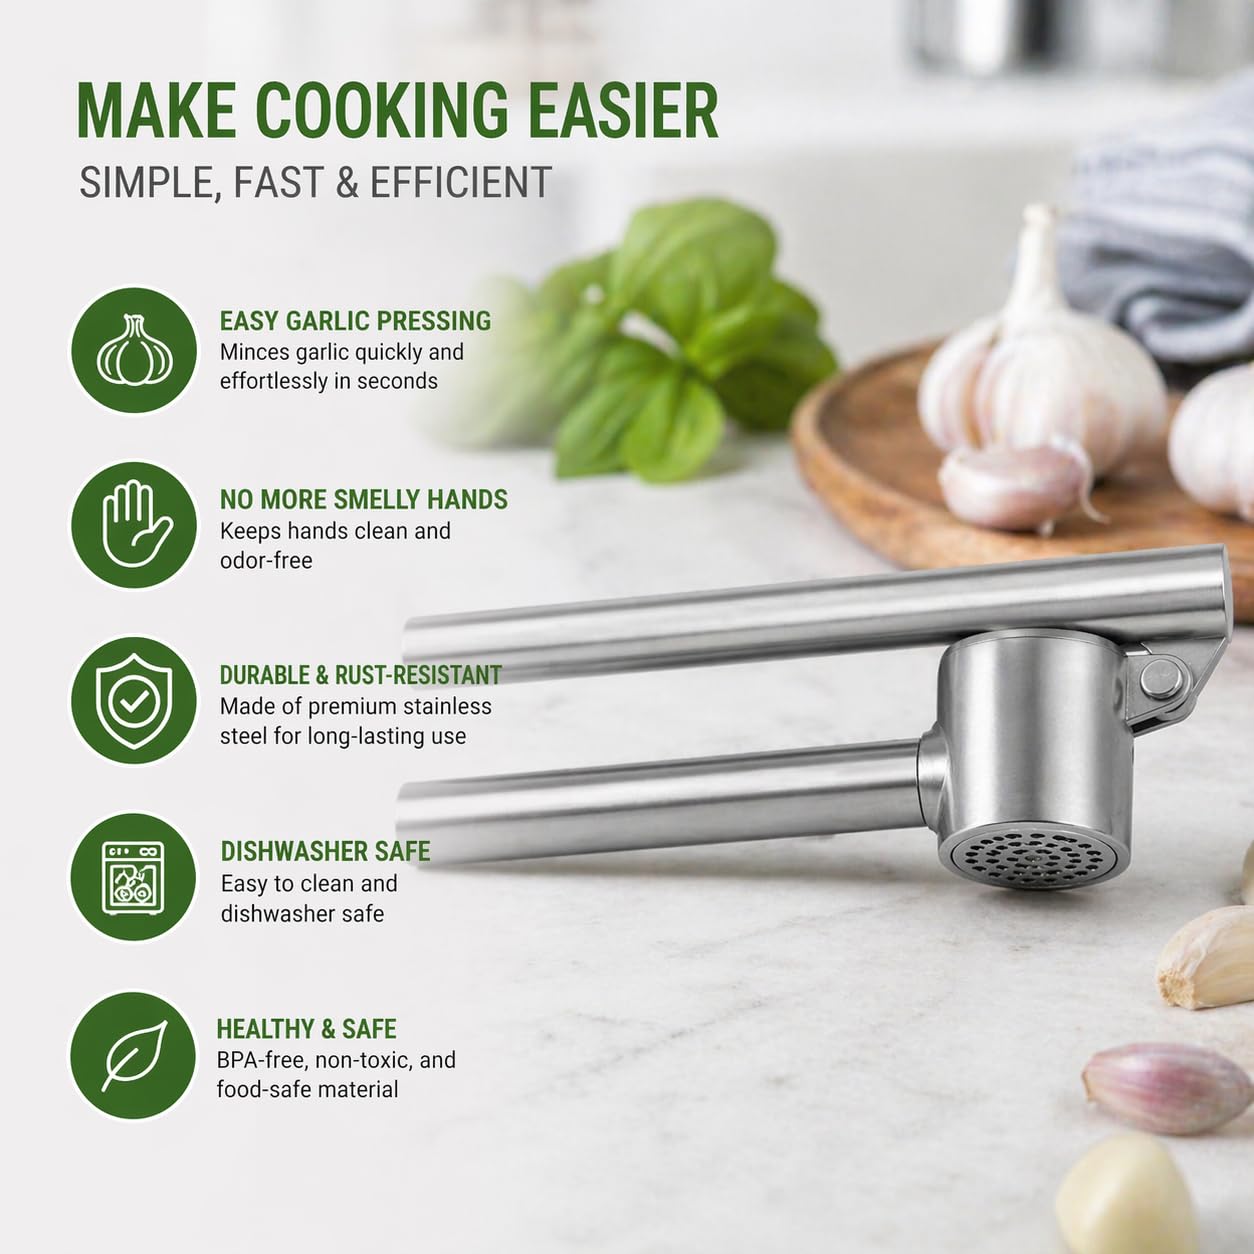 MAKE COOKING EASIER
SIMPLE, FAST & EFFICIENT
EASY GARLIC PRESSING
Minces garlic quickly and
effortlessly in seconds
NO MORE SMELLY HANDS
Keeps hands clean and
odor-free
DURABLE & RUST-RESISTANT
Made of premium stainless
steel for long-lasting use
DISHWASHER SAFE
Easy to clean and
dishwasher safe
HEALTHY & SAFE
BPA-free, non-toxic, and
food-safe material